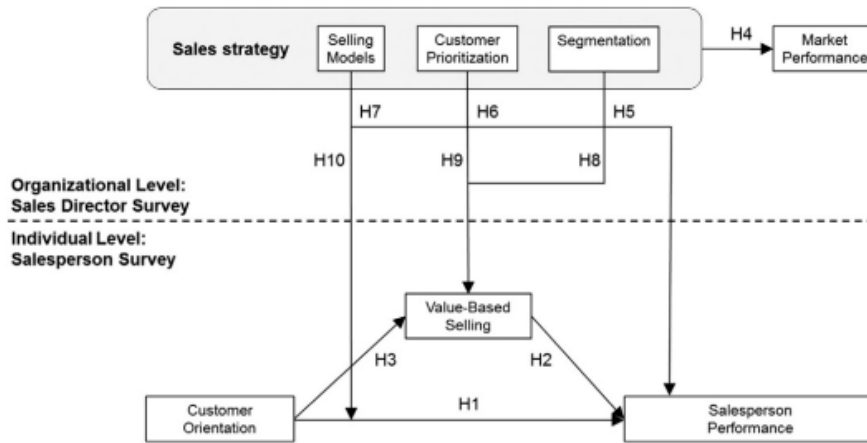 Sales strategy
Selling
Models
Customer
Prioritization
Segmentation
H4
Market
Performance
H7
H6
H5
H10
H9
H8
Organizational Level:
Sales Director Survey
Individual Level:
Salesperson Survey
Value-Based
Selling
H3
H2
Customer
Orientation
H1
Salesperson
Performance